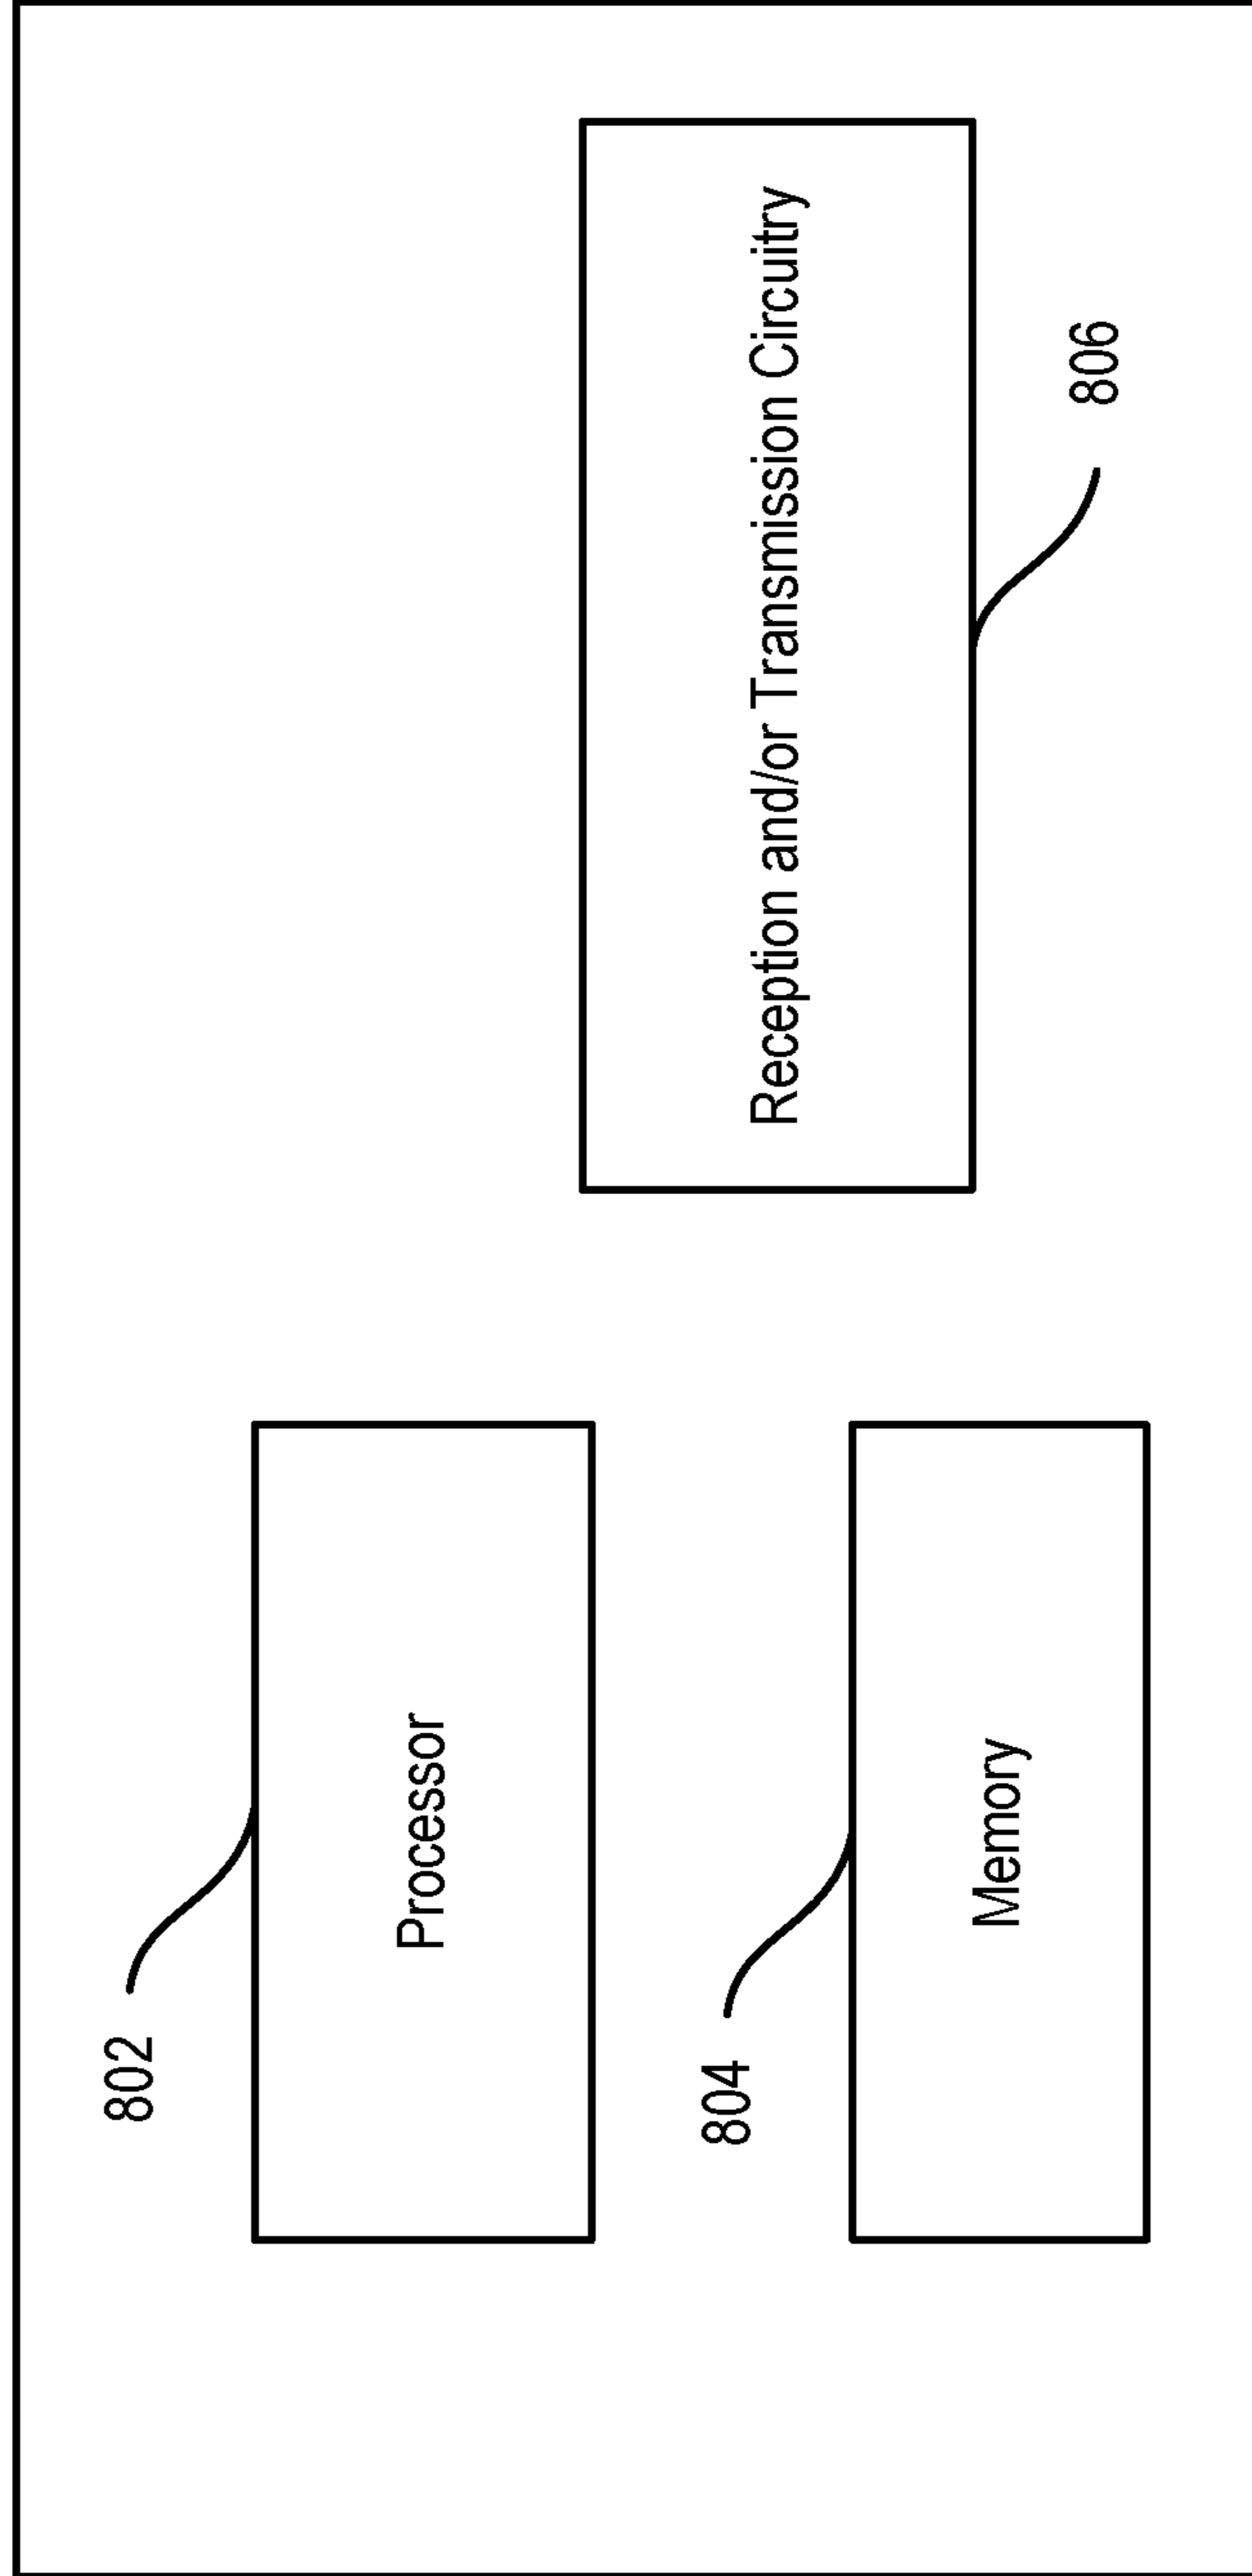 802
Processor
Reception and/or Transmission Circuitry
804
Memory
806